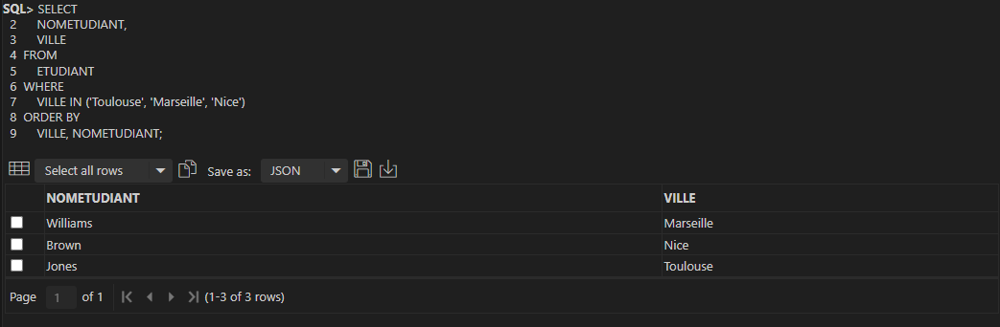 SQL> SELECT
2 NOMETUDIANT,
3 VILLE
4 FROM
5 ETUDIANT
6 WHERE
7 VILLE IN ('Toulouse', 'Marseille', 'Nice')
8 ORDER BY
9 VILLE, NOMETUDIANT;
Select all rows Save as: JSON
NOMETUDIANT VILLE
Williams Marseille
Brown Nice
Jones Toulouse
Page 1 of 1 (1-3 of 3 rows)